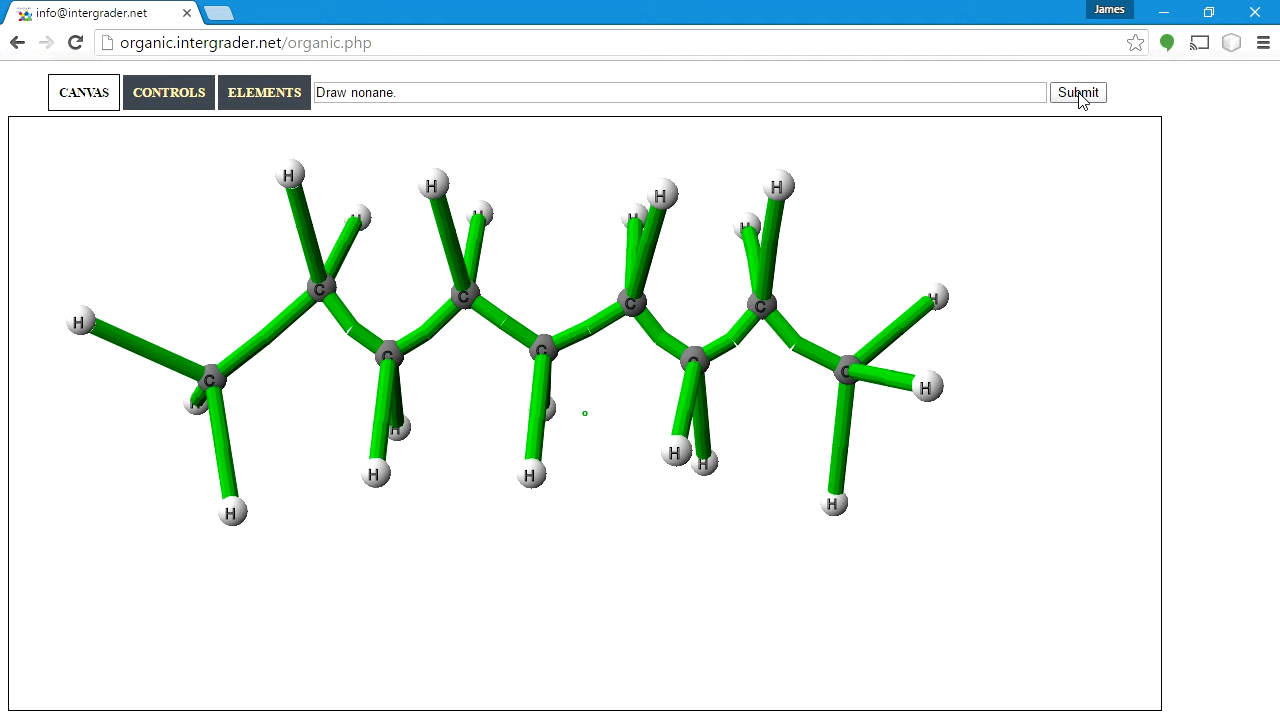 info@intergrader.net
James
organic.intergrader.net/organic.php
CANVAS CONTROLS ELEMENTS Draw nonane. Submit
H
H
H
H
H
H
H
H
C
H
C
C
C
H
C
C
C
C
C
H
H
H
H
H
H
H
H
H
H